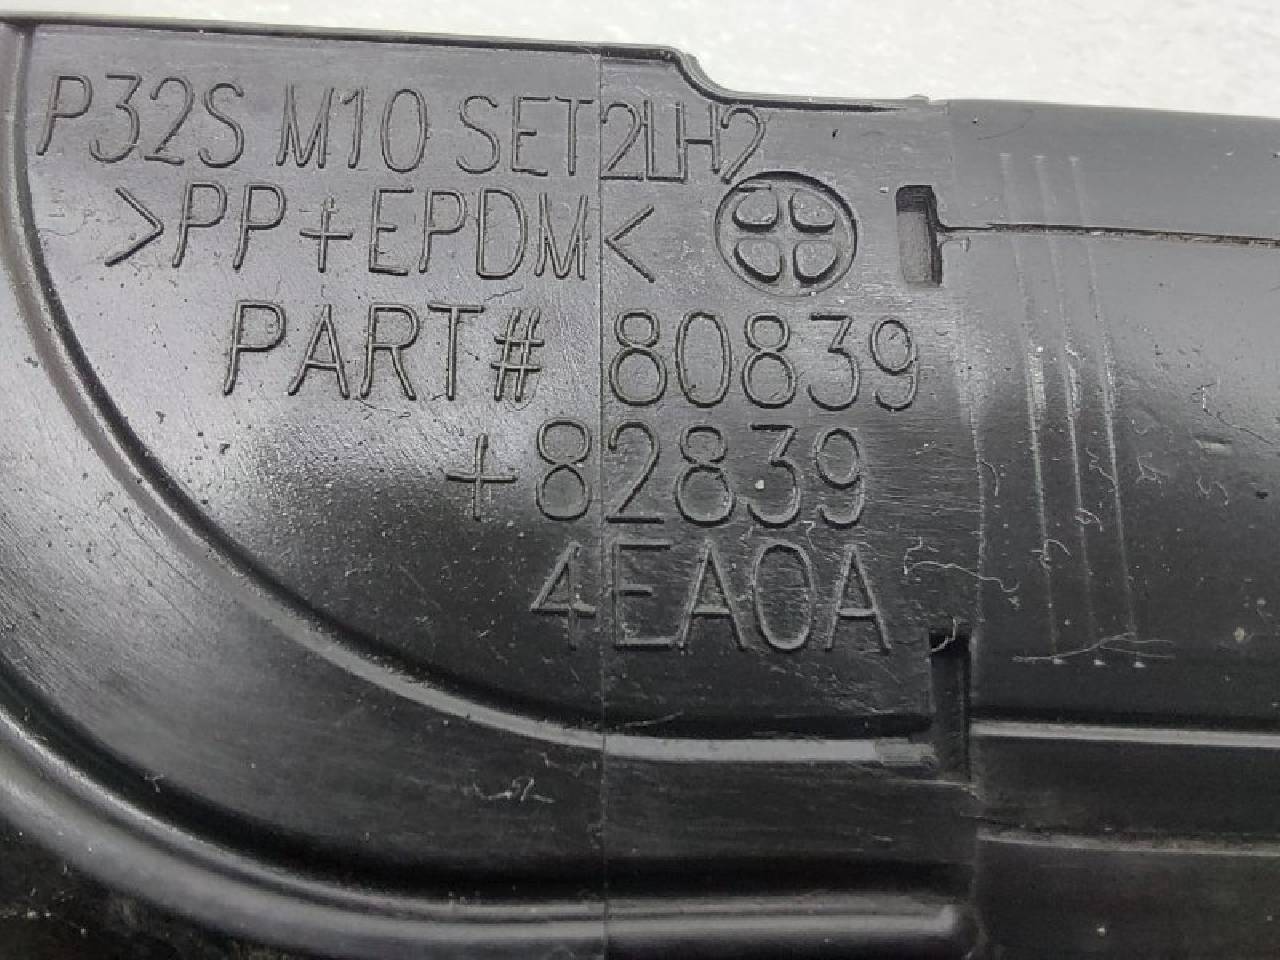 P32S M10 SET2LH2
>PP+EPDM<
PART# 80839
+82839
4EA0A